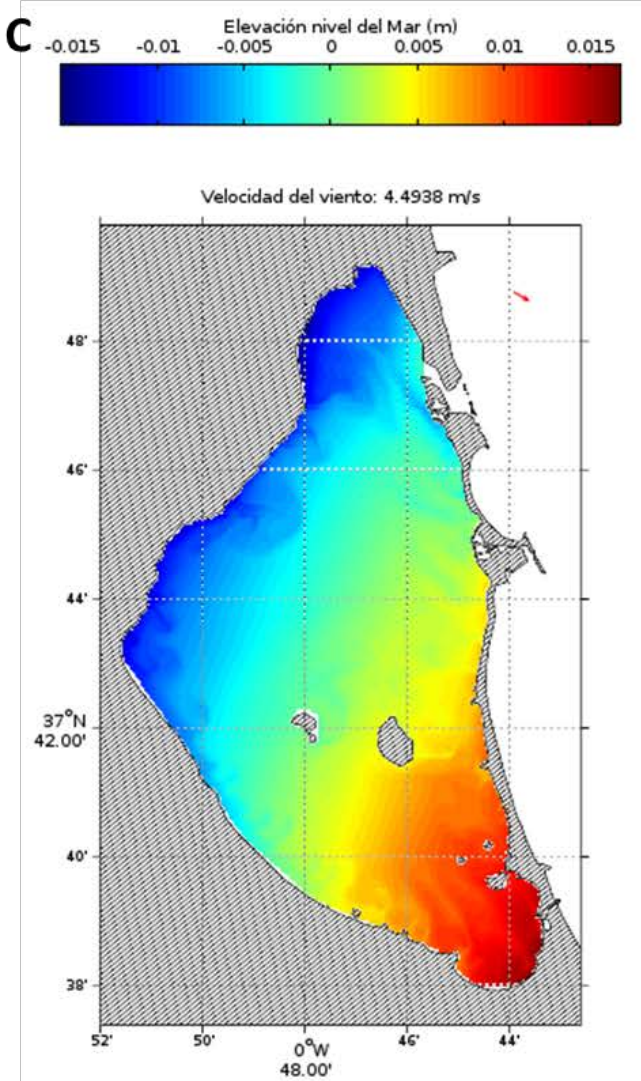 C
Elevación nivel del Mar (m)
-0.015 -0.01 -0.005 0 0.005 0.01 0.015
Velocidad del viento: 4.4938 m/s
48'
46'
44'
37°N
42.00'
40'
38'
52' 50' 0°W 46' 44'
48.00'